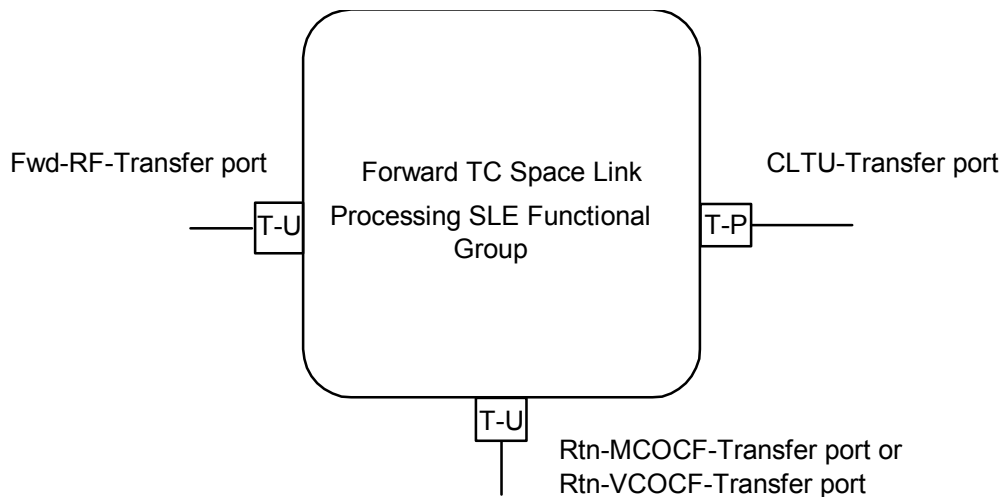 Fwd-RF-Transfer port
Forward TC Space Link
CLTU-Transfer port
T-U
Processing SLE Functional
T-P
Group
T-U
Rtn-MCOCF-Transfer port or
Rtn-VCOCF-Transfer port